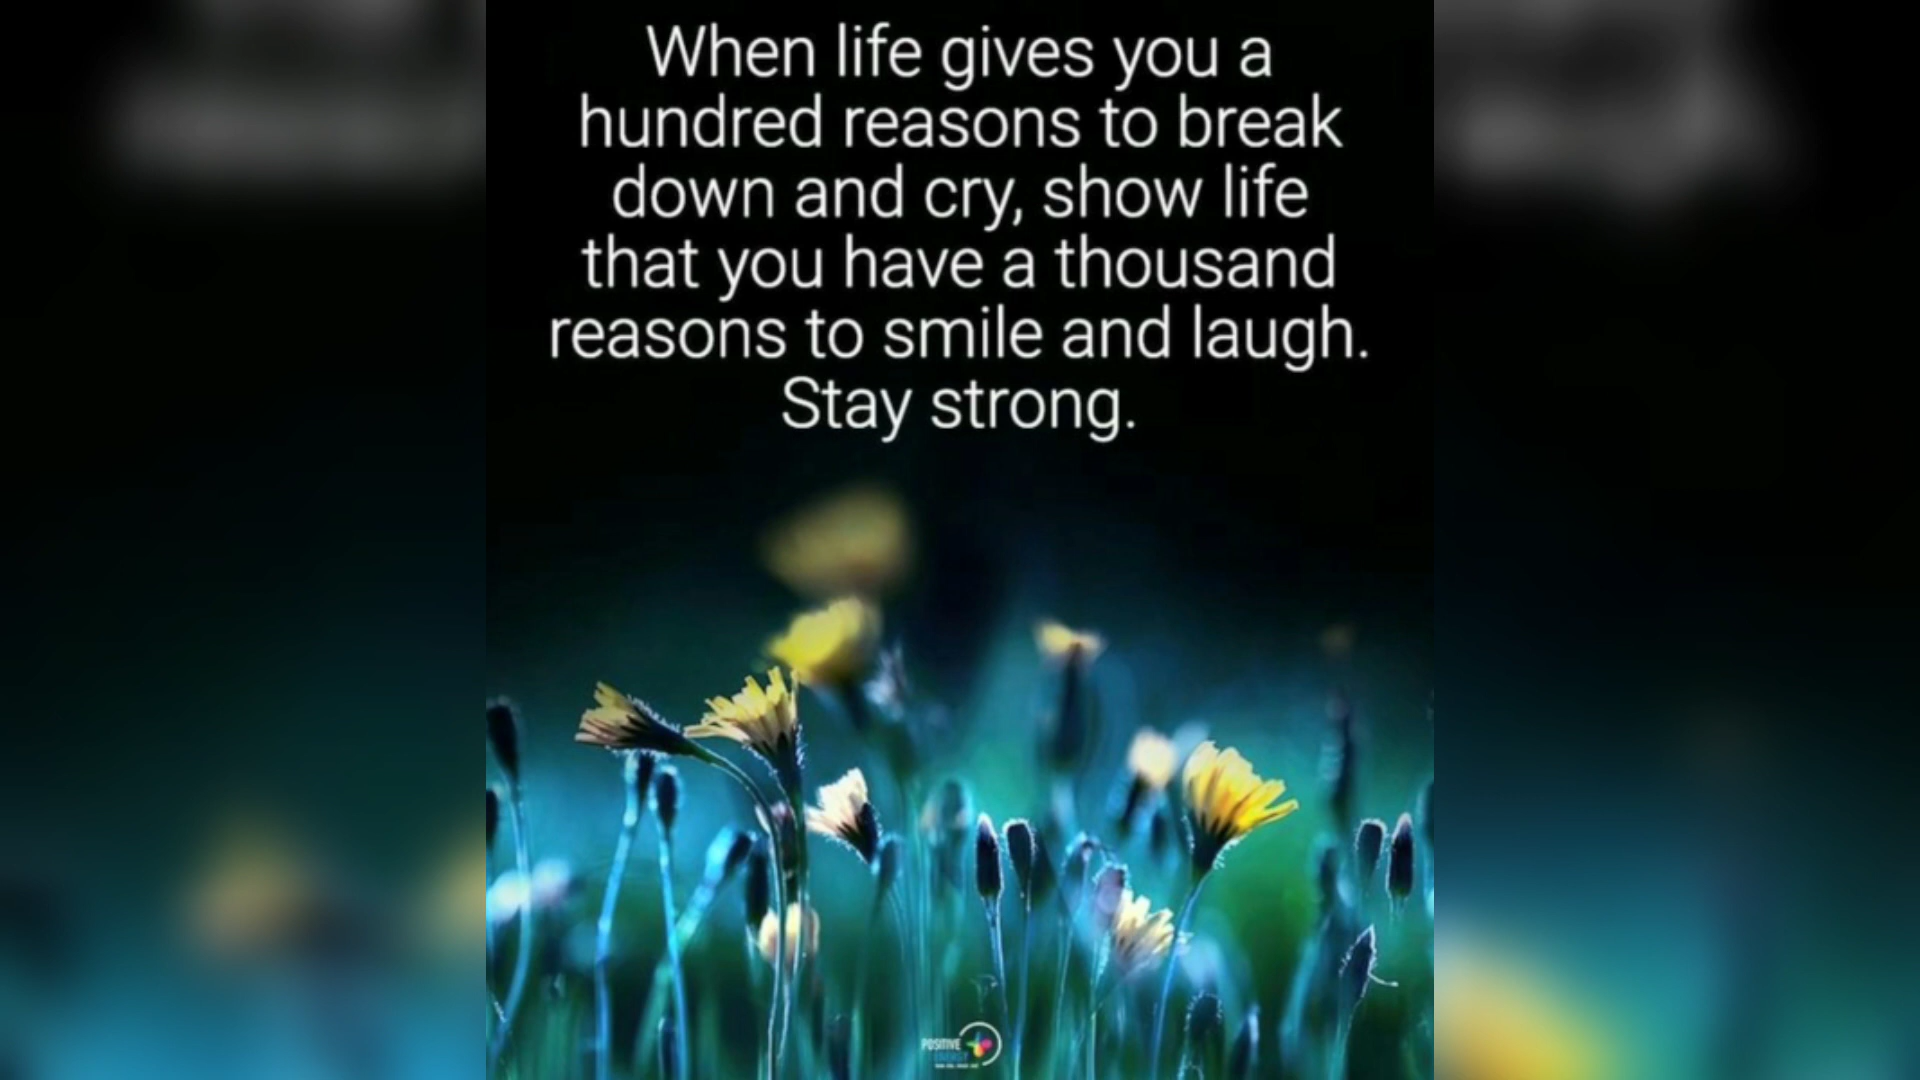 When life gives you a
hundred reasons to break
down and cry, show life
that you have a thousand
reasons to smile and laugh.
Stay strong.
POSITIVE
ENERGY